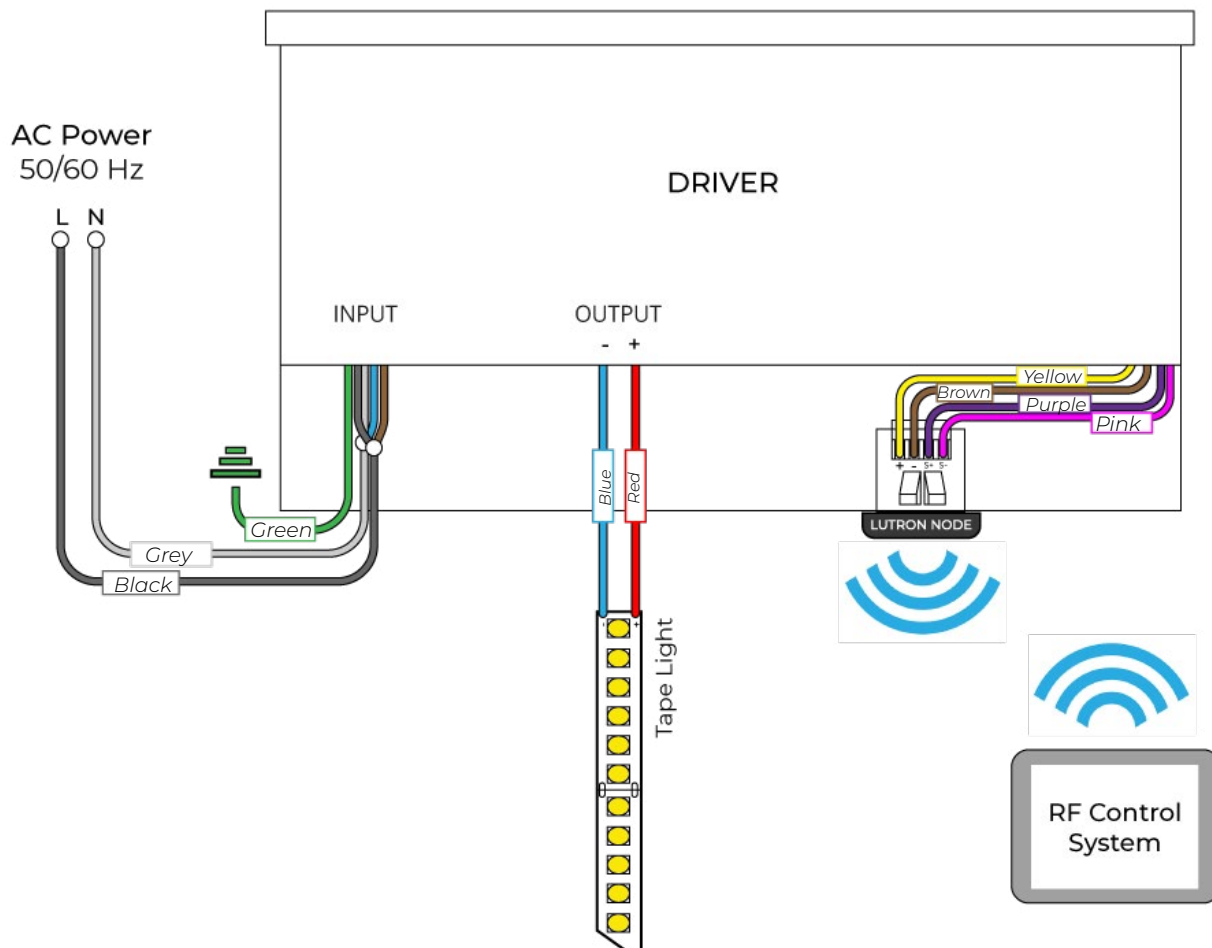 AC Power
50/60 Hz
L N
DRIVER
INPUT
OUTPUT
- +
Yellow
Brown
Purple
Pink
+ - S+ S-
LUTRON NODE
Blue
Red
Green
Grey
Black
- +
Tape Light
RF Control
System